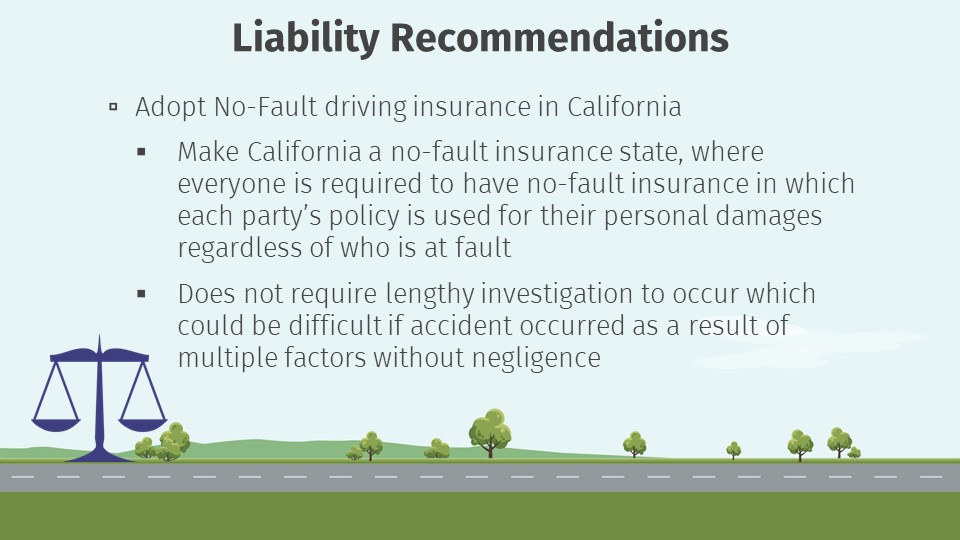 Liability Recommendations
▫ Adopt No-Fault driving insurance in California
▪ Make California a no-fault insurance state, where
everyone is required to have no-fault insurance in which
each party’s policy is used for their personal damages
regardless of who is at fault
▪ Does not require lengthy investigation to occur which
could be difficult if accident occurred as a result of
multiple factors without negligence